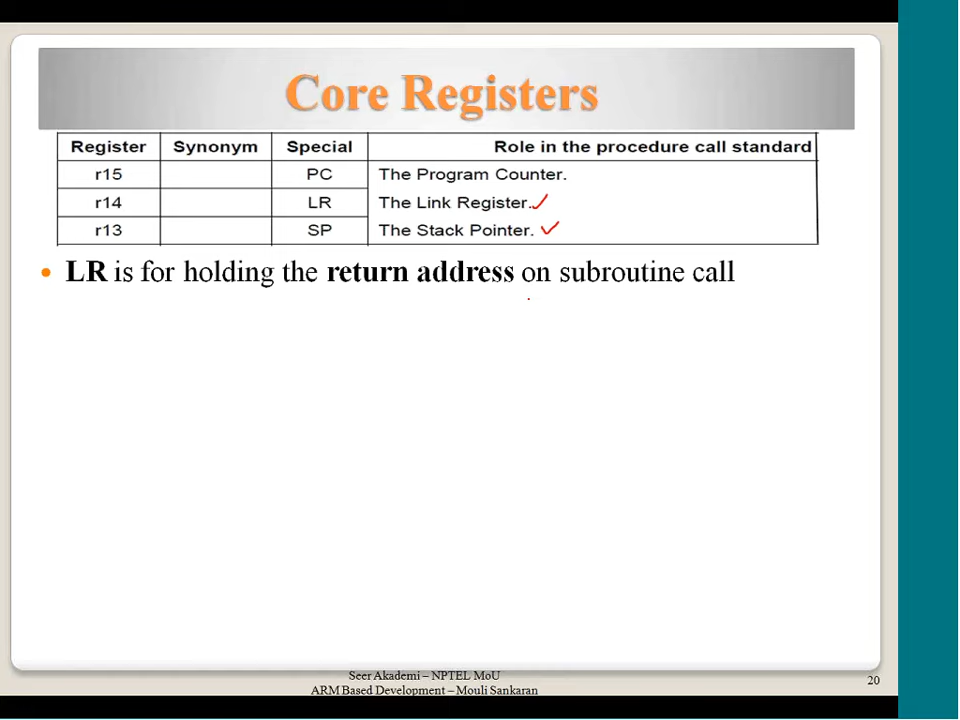 Core Registers
Register Synonym Special Role in the procedure call standard
r15 PC The Program Counter.
r14 LR The Link Register.
r13 SP The Stack Pointer.
• LR is for holding the return address on subroutine call
Seer Akademi – NPTEL MoU
ARM Based Development – Mouli Sankaran
20